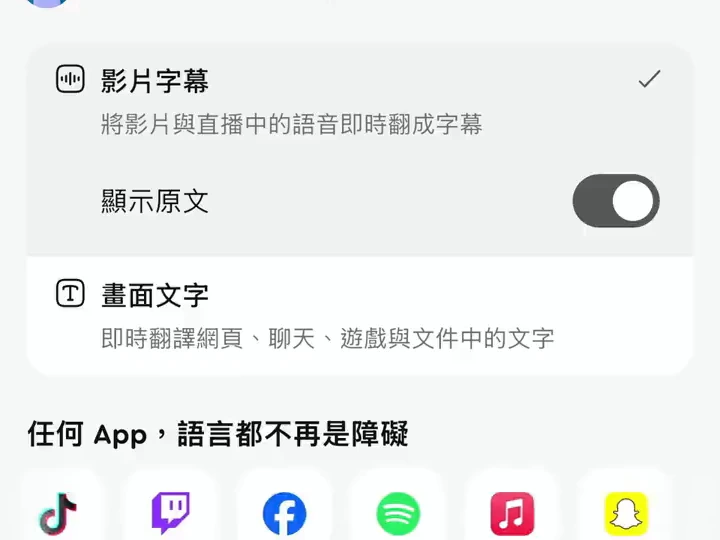 影片字幕
將影片與直播中的語音即時翻成字幕
顯示原文
畫面文字
即時翻譯網頁、聊天、遊戲與文件中的文字
任何 App，語言都不再是障礙